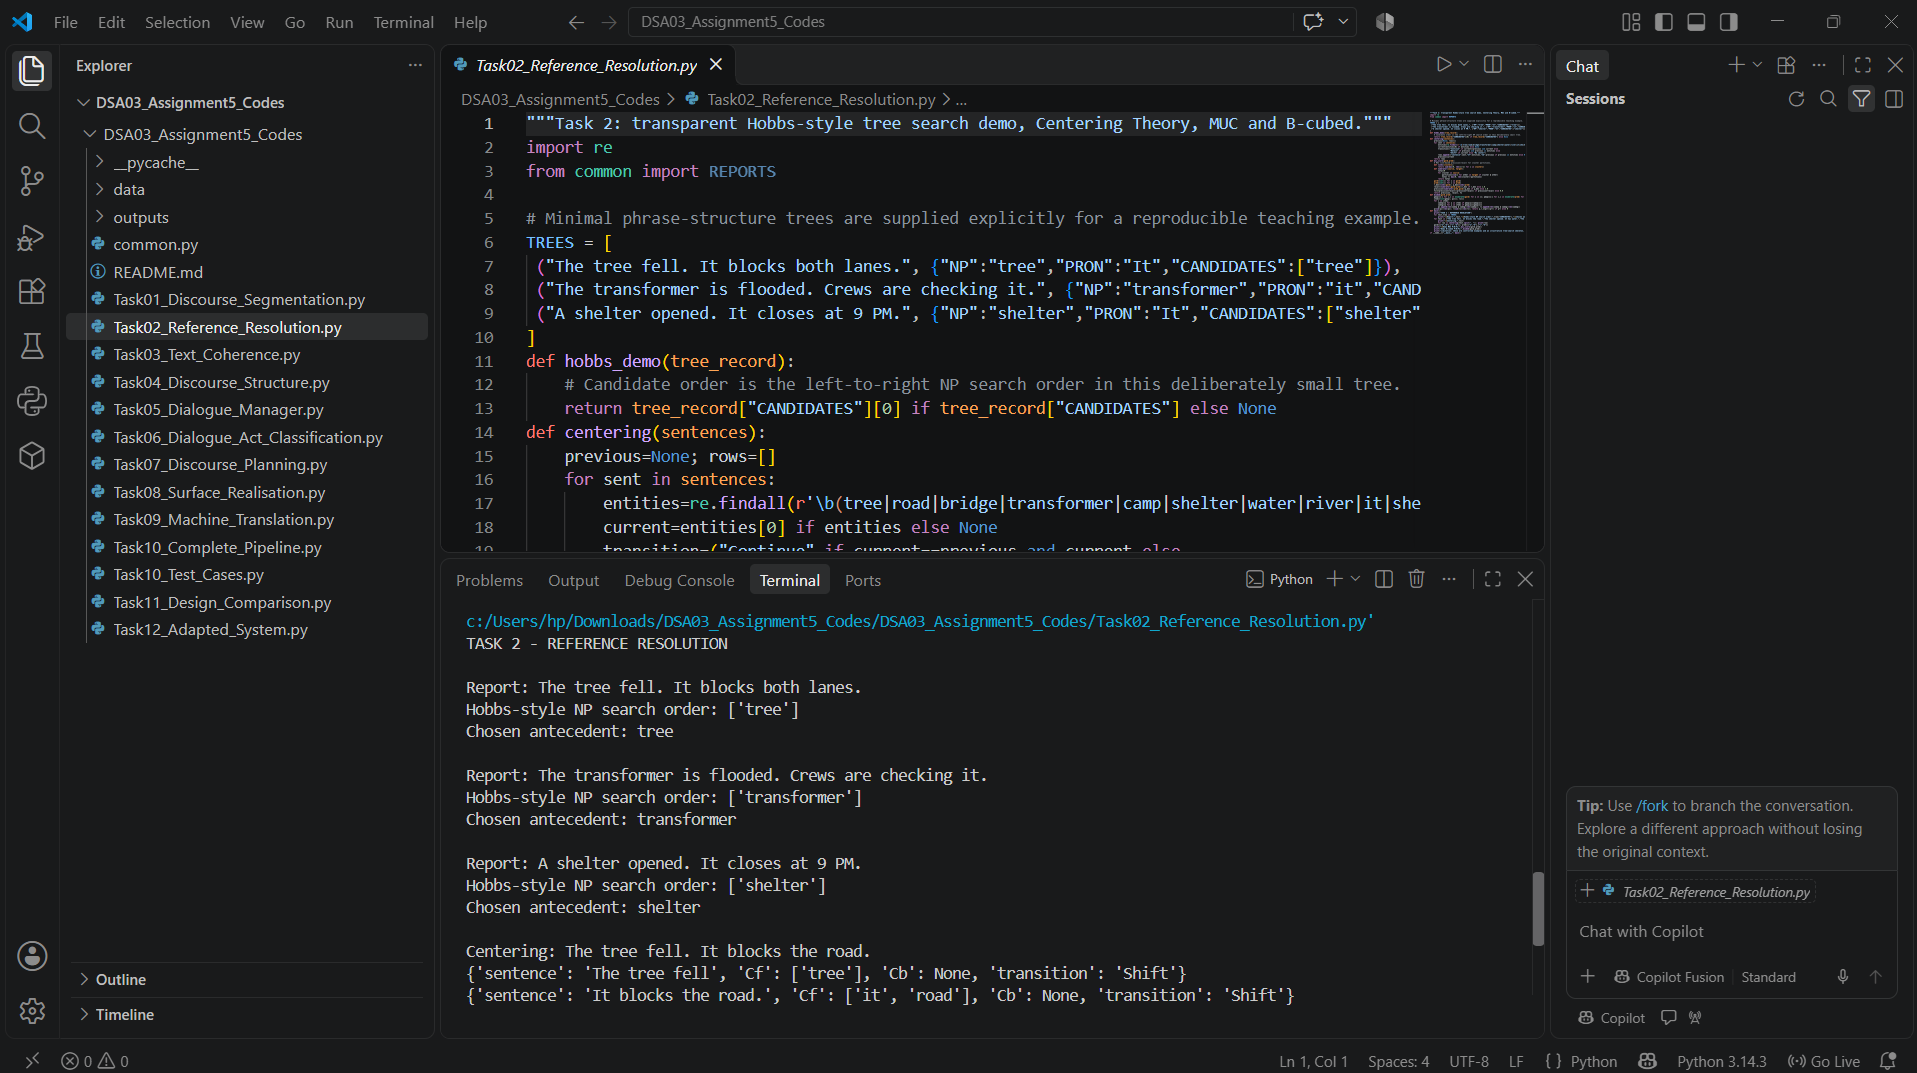 File Edit Selection View Go Run Terminal Help
DSA03_Assignment5_Codes
Explorer
DSA03_Assignment5_Codes
DSA03_Assignment5_Codes
__pycache__
data
outputs
common.py
README.md
Task01_Discourse_Segmentation.py
Task02_Reference_Resolution.py
Task03_Text_Coherence.py
Task04_Discourse_Structure.py
Task05_Dialogue_Manager.py
Task06_Dialogue_Act_Classification.py
Task07_Discourse_Planning.py
Task08_Surface_Realisation.py
Task09_Machine_Translation.py
Task10_Complete_Pipeline.py
Task10_Test_Cases.py
Task11_Design_Comparison.py
Task12_Adapted_System.py
Outline
Timeline
Task02_Reference_Resolution.py
DSA03_Assignment5_Codes > Task02_Reference_Resolution.py > ...
1 """Task 2: transparent Hobbs-style tree search demo, Centering Theory, MUC and B-cubed."""
2 import re
3 from common import REPORTS
4
5 # Minimal phrase-structure trees are supplied explicitly for a reproducible teaching example.
6 TREES = [
7 ("The tree fell. It blocks both lanes.", {"NP":"tree","PRON":"It","CANDIDATES":["tree"]}),
8 ("The transformer is flooded. Crews are checking it.", {"NP":"transformer","PRON":"it","CAND
9 ("A shelter opened. It closes at 9 PM.", {"NP":"shelter","PRON":"It","CANDIDATES":["shelter"
10 ]
11 def hobbs_demo(tree_record):
12 # Candidate order is the left-to-right NP search order in this deliberately small tree.
13 return tree_record["CANDIDATES"][0] if tree_record["CANDIDATES"] else None
14 def centering(sentences):
15 previous=None; rows=[]
16 for sent in sentences:
17 entities=re.findall(r'\b(tree|road|bridge|transformer|camp|shelter|water|river|it|she
18 current=entities[0] if entities else None
19 transition=("Continue" if current==previous and current else
Problems Output Debug Console Terminal Ports
Python
c:/Users/hp/Downloads/DSA03_Assignment5_Codes/DSA03_Assignment5_Codes/Task02_Reference_Resolution.py'
TASK 2 - REFERENCE RESOLUTION
Report: The tree fell. It blocks both lanes.
Hobbs-style NP search order: ['tree']
Chosen antecedent: tree
Report: The transformer is flooded. Crews are checking it.
Hobbs-style NP search order: ['transformer']
Chosen antecedent: transformer
Report: A shelter opened. It closes at 9 PM.
Hobbs-style NP search order: ['shelter']
Chosen antecedent: shelter
Centering: The tree fell. It blocks the road.
{'sentence': 'The tree fell', 'Cf': ['tree'], 'Cb': None, 'transition': 'Shift'}
{'sentence': 'It blocks the road.', 'Cf': ['it', 'road'], 'Cb': None, 'transition': 'Shift'}
Chat
Sessions
Tip: Use /fork to branch the conversation.
Explore a different approach without losing
the original context.
Task02_Reference_Resolution.py
Chat with Copilot
Copilot Fusion Standard
Copilot
0 0
Ln 1, Col 1 Spaces: 4 UTF-8 LF { } Python Python 3.14.3 Go Live